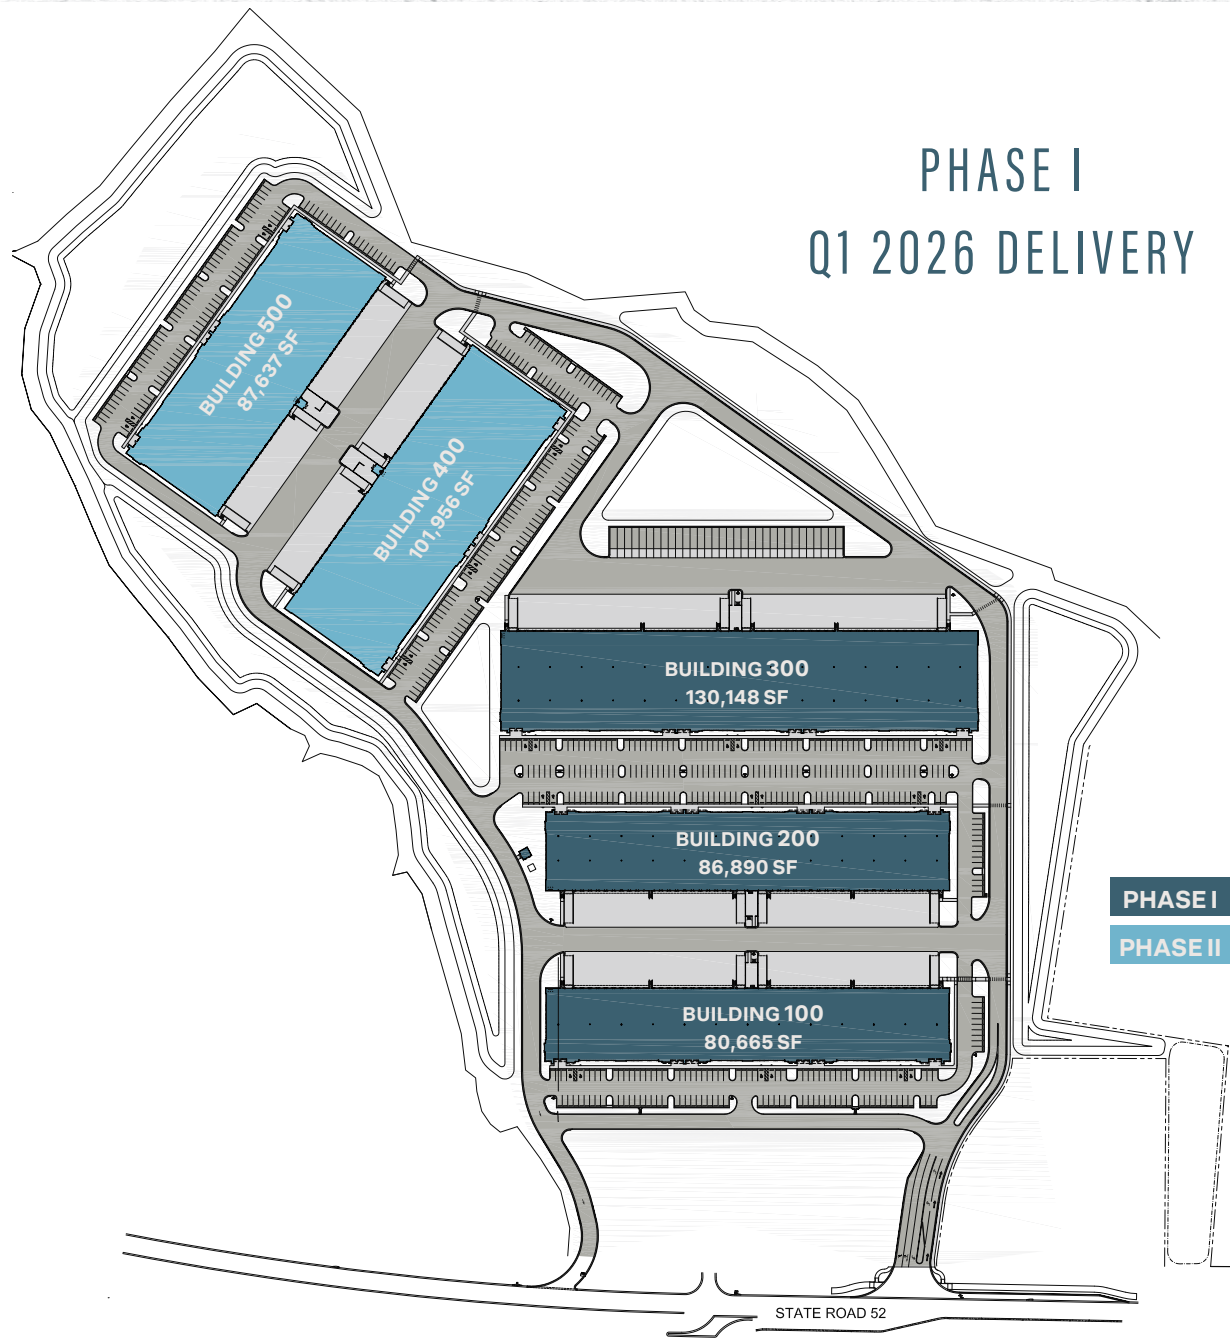 PHASE I
Q1 2026 DELIVERY
BUILDING 500
87,637 SF
BUILDING 400
101,956 SF
BUILDING 300
130,148 SF
BUILDING 200
86,890 SF
PHASE I
PHASE II
BUILDING 100
80,665 SF
STATE ROAD 52